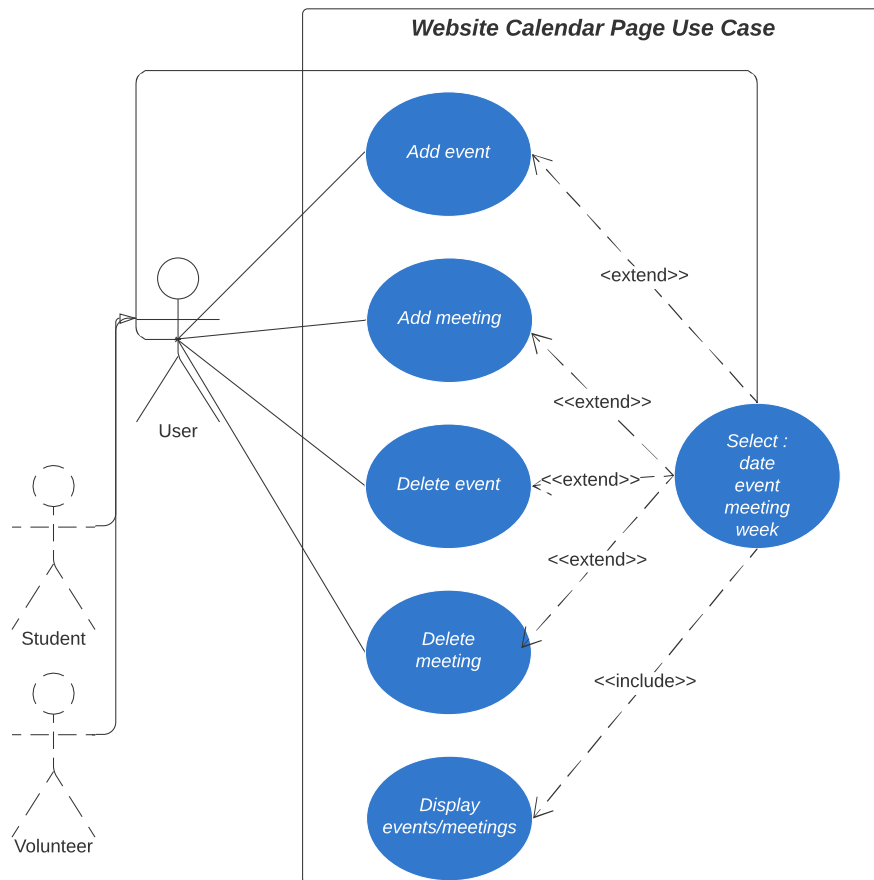 Website Calendar Page Use Case
Add event
<extend>>
Add meeting
<<extend>>
User
Select :
date
event
meeting
week
Delete event
<<extend>>
<<extend>>
Student
Delete
meeting
<<include>>
Display
events/meetings
Volunteer